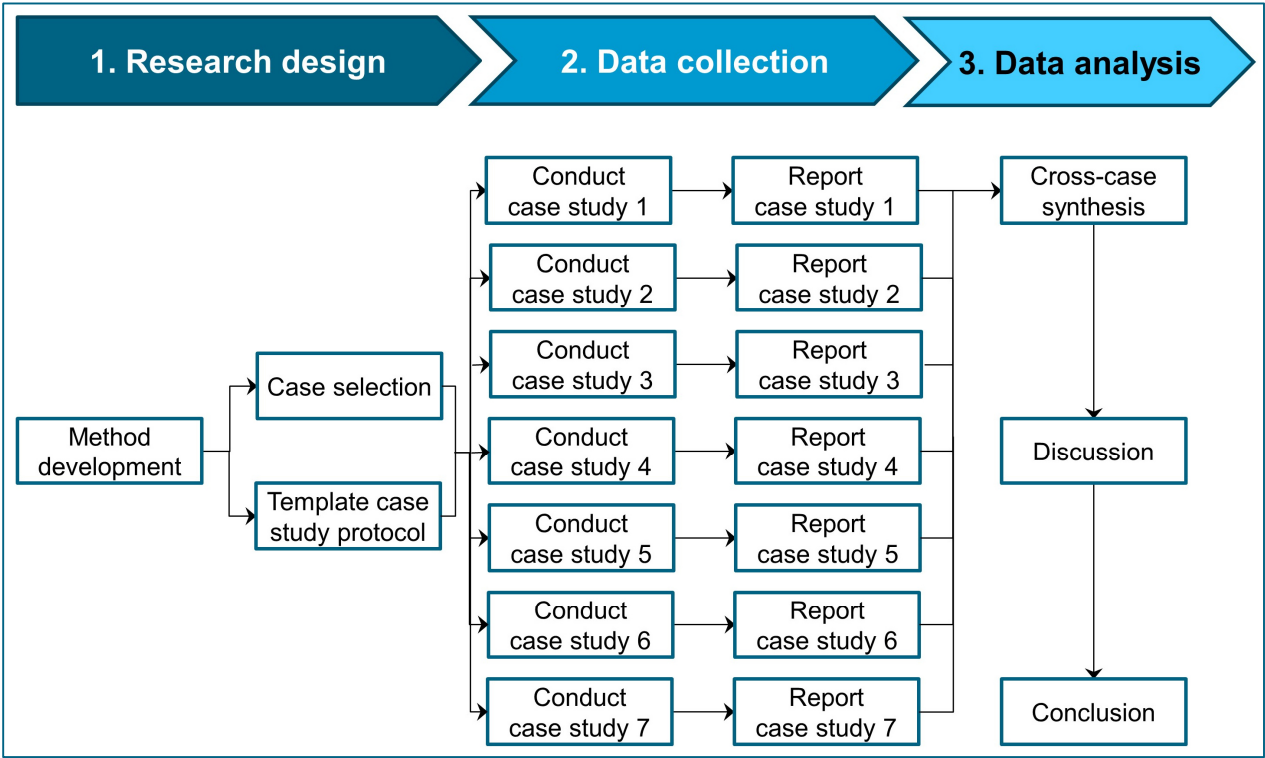 1. Research design
2. Data collection
3. Data analysis
Method
development
Case selection
Template case
study protocol
Conduct
case study 1
Report
case study 1
Conduct
case study 2
Report
case study 2
Conduct
case study 3
Report
case study 3
Conduct
case study 4
Report
case study 4
Conduct
case study 5
Report
case study 5
Conduct
case study 6
Report
case study 6
Conduct
case study 7
Report
case study 7
Cross-case
synthesis
Discussion
Conclusion